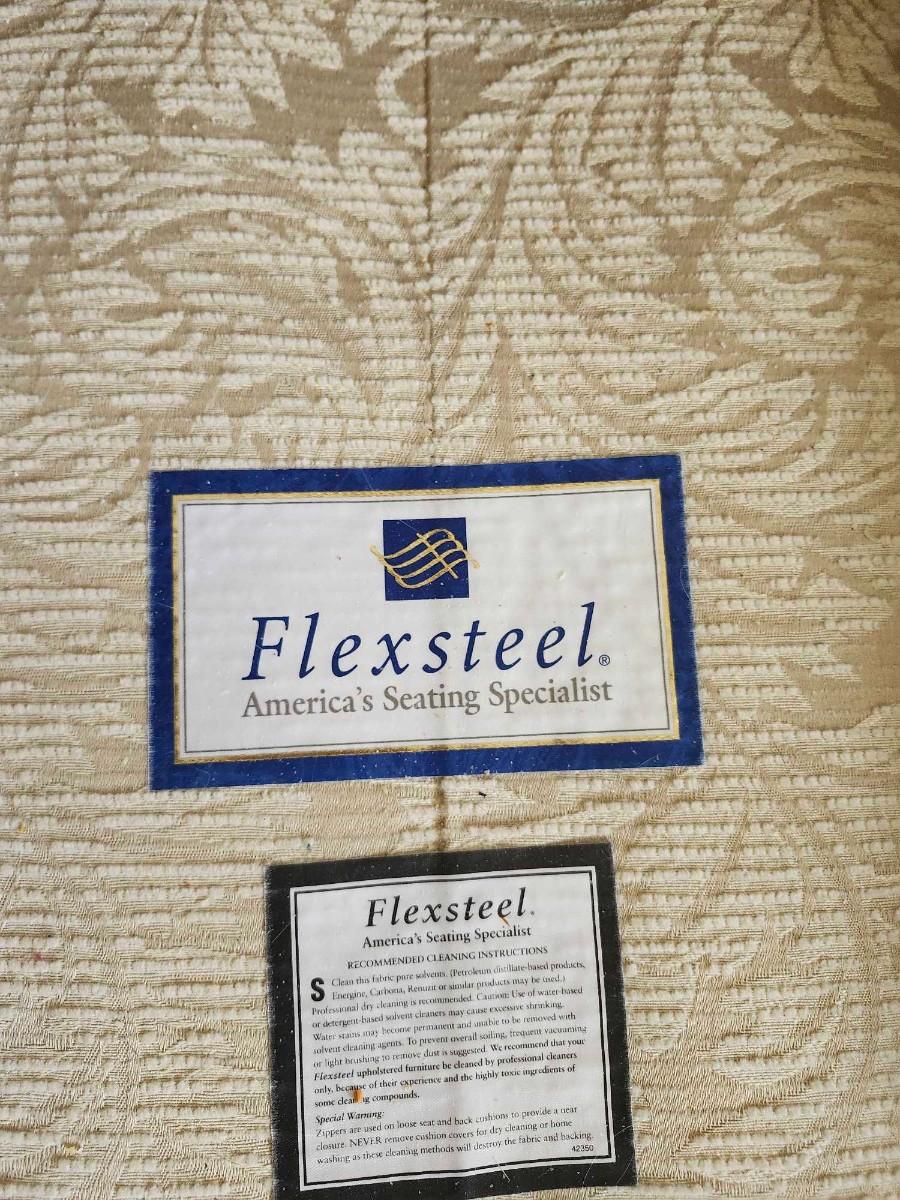 Flexsteel®
America's Seating Specialist
Flexsteel.
America's Seating Specialist
RECOMMENDED CLEANING INSTRUCTIONS
S Clean this fabric pure solvents. (Petroleum distillate-based products,
Energine, Carbona, Renuzit or similar products may be used.)
Professional dry cleaning is recommended. Caution: Use of water-based
or detergent-based solvent cleaners may cause excessive shrinking.
Water stains may become permanent and unable to be removed with
solvent cleaning agents. To prevent overall soiling, frequent vacuuming
or light brushing to remove dust is suggested. We recommend that your
Flexsteel upholstered furniture be cleaned by professional cleaners
only, because of their experience and the highly toxic ingredients of
some cleaning compounds.
Special Warning:
Zippers are used on loose seat and back cushions to provide a neat
closure. NEVER remove cushion covers for dry cleaning or home
washing as these cleaning methods will destroy the fabric and backing.
42350